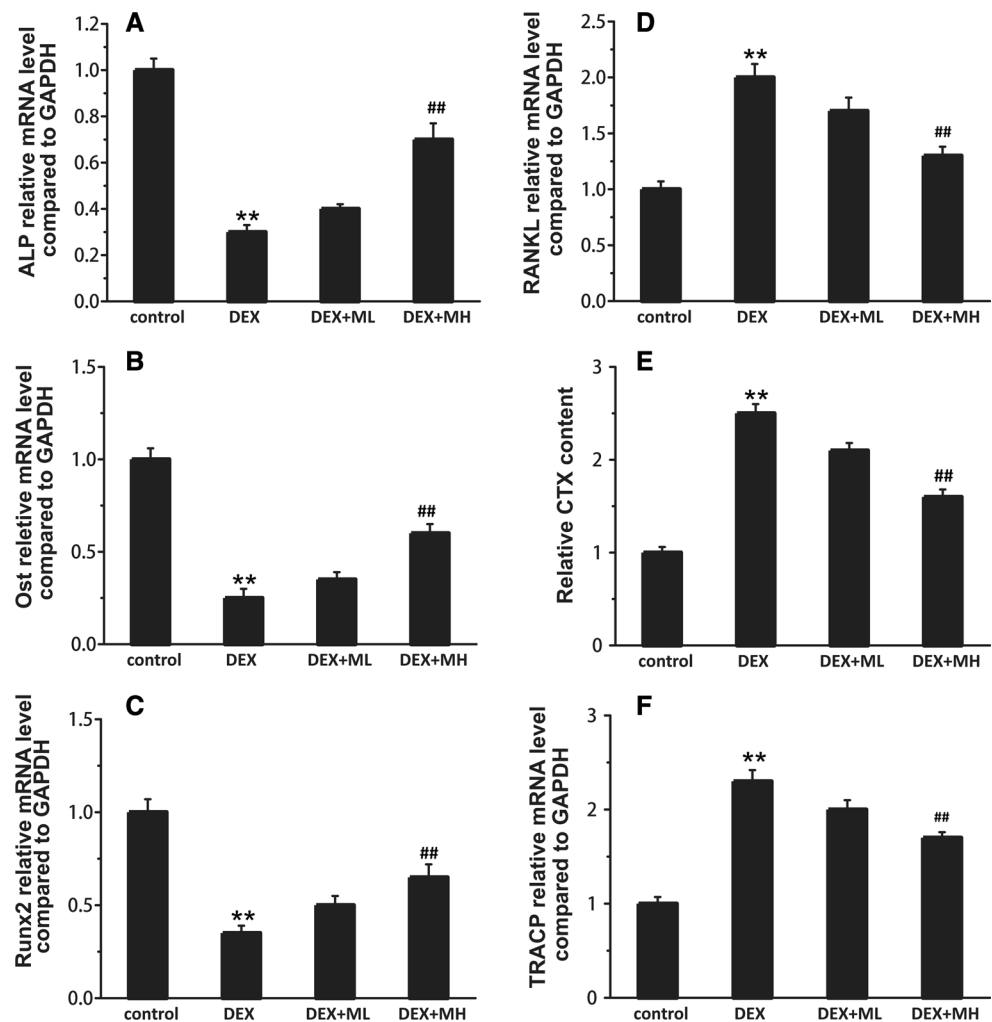 A
ALP relative mRNA level
compared to GAPDH
1.2
1.0
0.8
0.6
0.4
0.2
0.0
**
##
control DEX DEX+ML DEX+MH
B
Ost reletive mRNA level
compared to GAPDH
1.5
1.0
0.5
0.0
**
##
control DEX DEX+ML DEX+MH
C
Runx2 relative mRNA level
compared to GAPDH
1.5
1.0
0.5
0.0
**
##
control DEX DEX+ML DEX+MH
D
RANKL relative mRNA level
compared to GAPDH
2.5
2.0
1.5
1.0
0.5
0.0
**
##
control DEX DEX+ML DEX+MH
E
Relative CTX content
3
2
1
0
**
##
control DEX DEX+ML DEX+MH
F
TRACP relative mRNA level
compared to GAPDH
3
2
1
0
**
##
control DEX DEX+ML DEX+MH